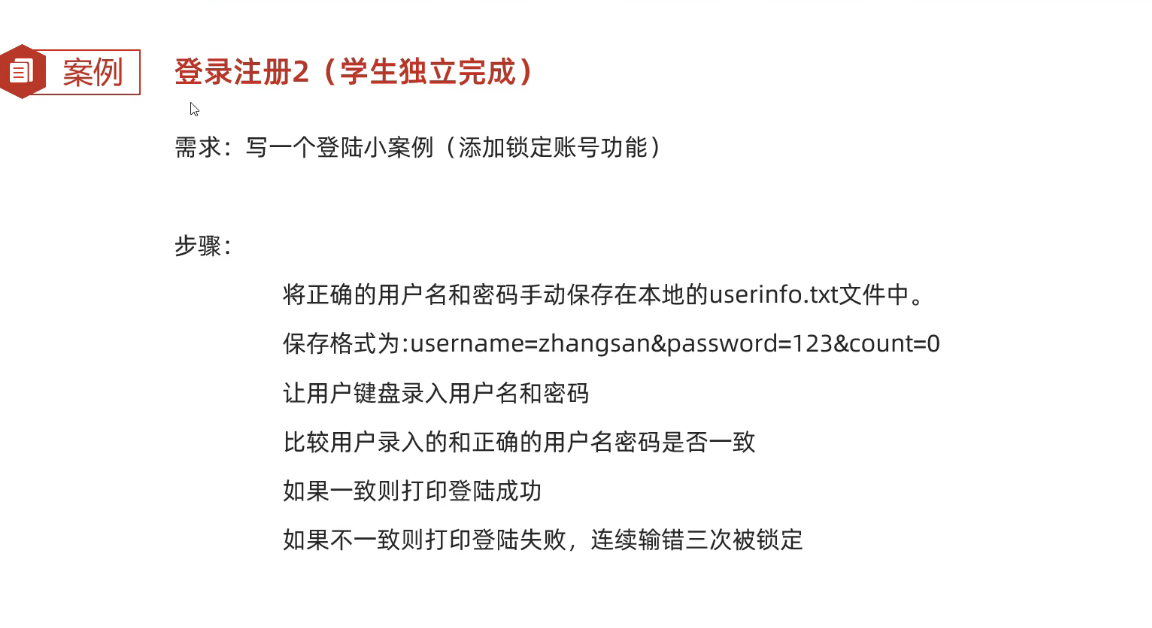 案例
登录注册2（学生独立完成）
需求：写一个登陆小案例（添加锁定账号功能）
步骤：
将正确的用户名和密码手动保存在本地的userinfo.txt文件中。
保存格式为:username=zhangsan&password=123&count=0
让用户键盘录入用户名和密码
比较用户录入的和正确的用户名密码是否一致
如果一致则打印登陆成功
如果不一致则打印登陆失败，连续输错三次被锁定